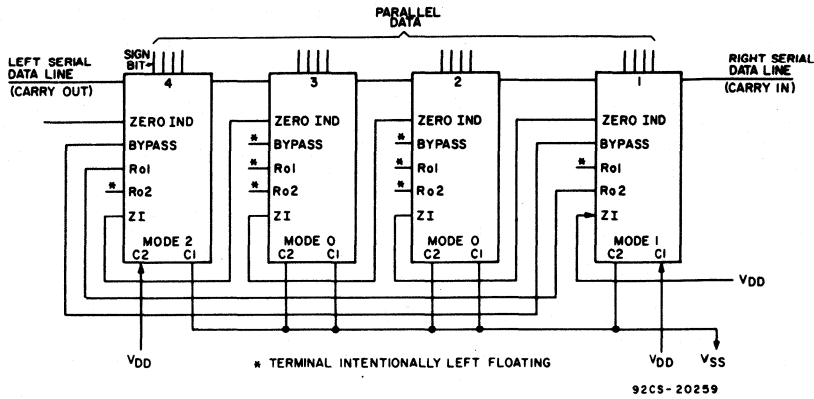 PARALLEL
DATA
LEFT SERIAL
DATA LINE
(CARRY OUT)
SIGN
BIT
RIGHT SERIAL
DATA LINE
(CARRY IN)
4
ZERO IND
BYPASS
Ro1
* Ro2
ZI
MODE 2
C2 C1
3
ZERO IND
* BYPASS
* Ro1
* Ro2
ZI
MODE 0
C2 C1
2
ZERO IND
* BYPASS
* Ro1
* Ro2
ZI
MODE 0
C2 C1
1
ZERO IND
BYPASS
* Ro1
Ro2
ZI
MODE 1
C2 C1
VDD
VDD
* TERMINAL INTENTIONALLY LEFT FLOATING
VDD
VSS
92CS-20259